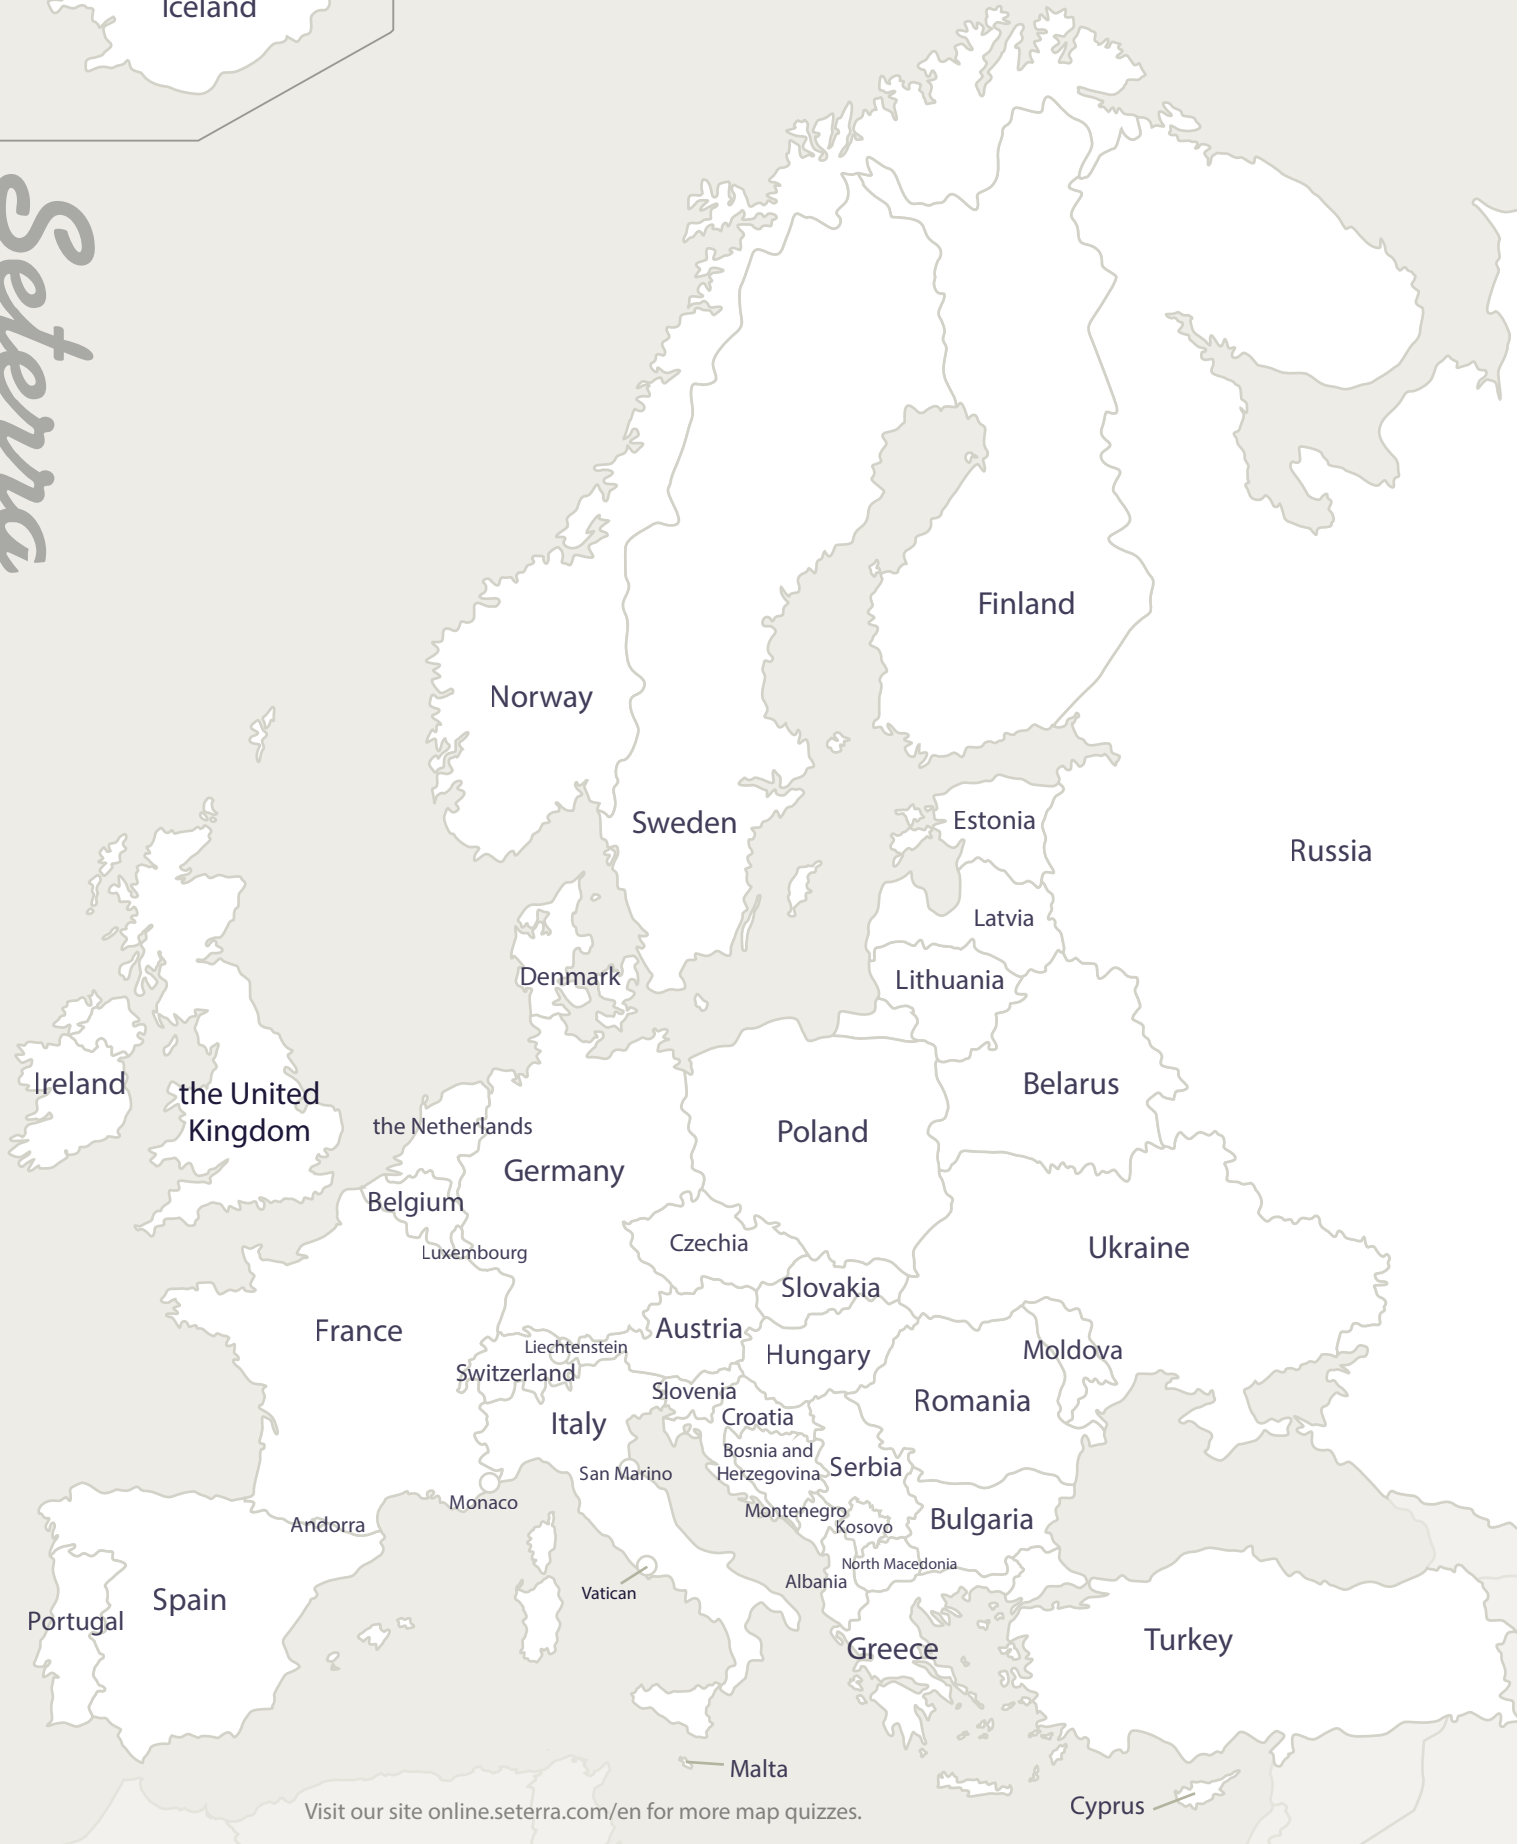 Iceland
Seterra
Finland
Norway
Sweden
Estonia
Russia
Latvia
Denmark
Lithuania
Ireland
the United
Kingdom
Belarus
the Netherlands
Poland
Germany
Belgium
Czechia
Luxembourg
Ukraine
Slovakia
France
Austria
Liechtenstein
Hungary
Moldova
Switzerland
Slovenia
Romania
Croatia
Italy
Bosnia and
Herzegovina
Serbia
San Marino
Monaco
Montenegro
Kosovo
Bulgaria
Andorra
North Macedonia
Albania
Vatican
Spain
Portugal
Greece
Turkey
Malta
Cyprus
Visit our site online.seterra.com/en for more map quizzes.